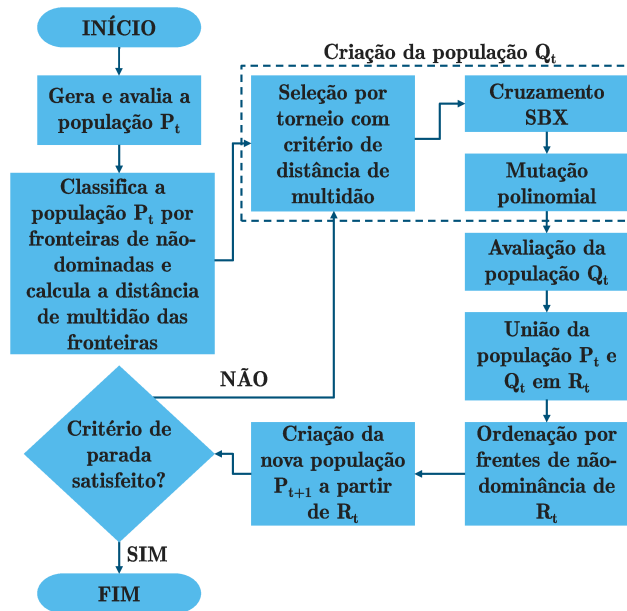 INÍCIO
Gera e avalia a
população Pt
Classifica a
população Pt por
fronteiras de não-
dominadas e
calcula a distância
de multidão das
fronteiras
Criação da população Qt
Seleção por
torneio com
critério de
distância de
multidão
Cruzamento
SBX
Mutação
polinomial
Avaliação da
população Qt
União da
população Pt e
Qt em Rt
Ordenação por
frentes de não-
dominância de
Rt
Criação da
nova população
Pt+1 a partir
de Rt
Critério de
parada
satisfeito?
NÃO
SIM
FIM